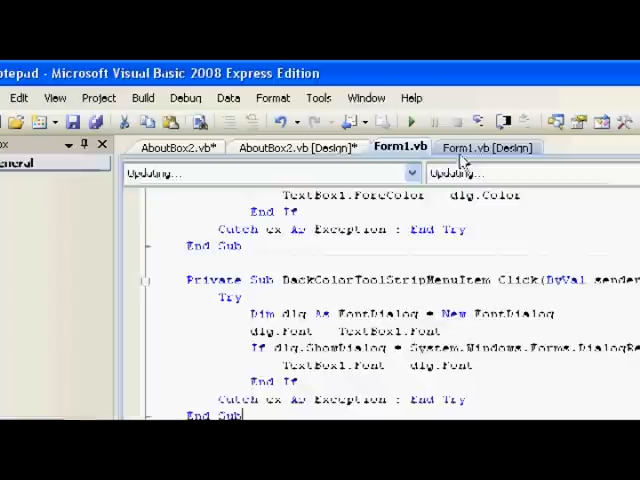 otepad - Microsoft Visual Basic 2008 Express Edition
Edit View Project Build Debug Data Format Tools Window Help
ox
AboutBox2.vb* AboutBox2.vb [Design]* Form1.vb Form1.vb [Design]
eneral
Updating... Updating...
TextBox1.ForeColor = dlg.Color
End If
Catch ex As Exception : End Try
End Sub
Private Sub BackColorToolStripMenuItem_Click(ByVal sender
Try
Dim dlg As FontDialog = New FontDialog
dlg.Font = TextBox1.Font
If dlg.ShowDialog = System.Windows.Forms.DialogRe
TextBox1.Font = dlg.Font
End If
Catch ex As Exception : End Try
End Sub